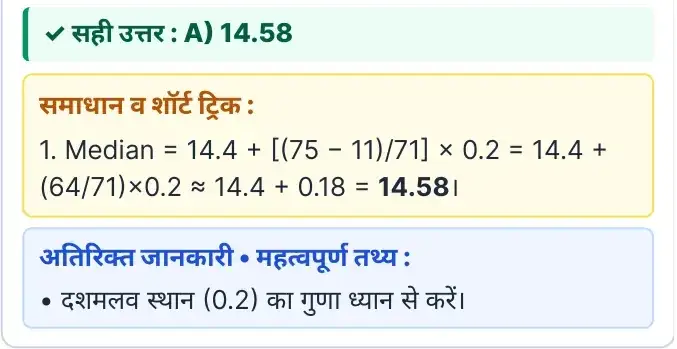 ✓ सही उत्तर : A) 14.58
समाधान व शॉर्ट ट्रिक :
1. Median = 14.4 + [(75 − 11)/71] × 0.2 = 14.4 +
(64/71)×0.2 ≈ 14.4 + 0.18 = 14.58।
अतिरिक्त जानकारी • महत्वपूर्ण तथ्य :
• दशमलव स्थान (0.2) का गुणा ध्यान से करें।